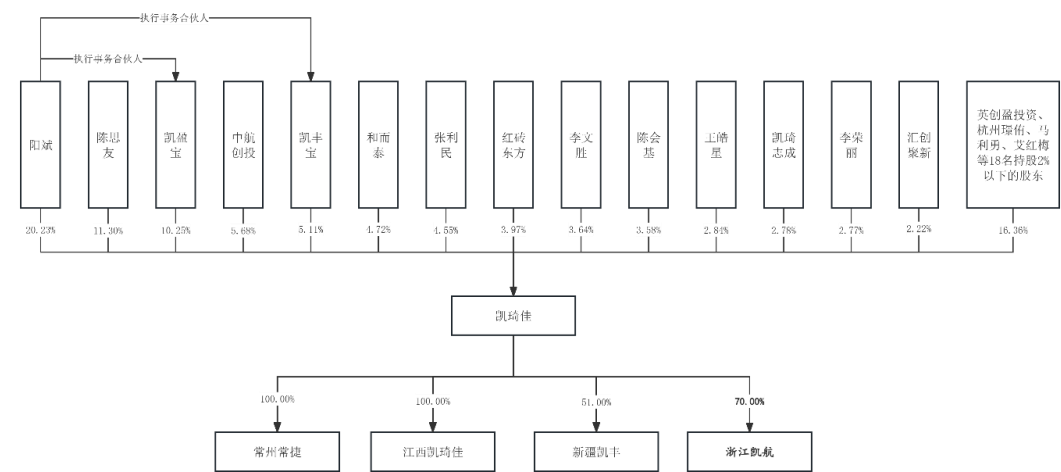 执行事务合伙人
执行事务合伙人
阳斌
陈思
友
凯蕴
宝
中航
创投
凯丰
宝
和而
泰
张利
民
红砖
东方
李文
胜
陈会
基
王皓
星
凯琦
志成
李荣
丽
汇创
聚新
英创盈投资、
杭州璟侑、马
利勇、艾红梅
等18名持股2%
以下的股东
20.23%
11.30%
10.25%
5.68%
5.11%
4.72%
4.55%
3.97%
3.64%
3.58%
2.84%
2.78%
2.77%
2.22%
16.36%
凯琦佳
100.00%
100.00%
51.00%
70.00%
常州常捷
江西凯琦佳
新疆凯丰
浙江凯航